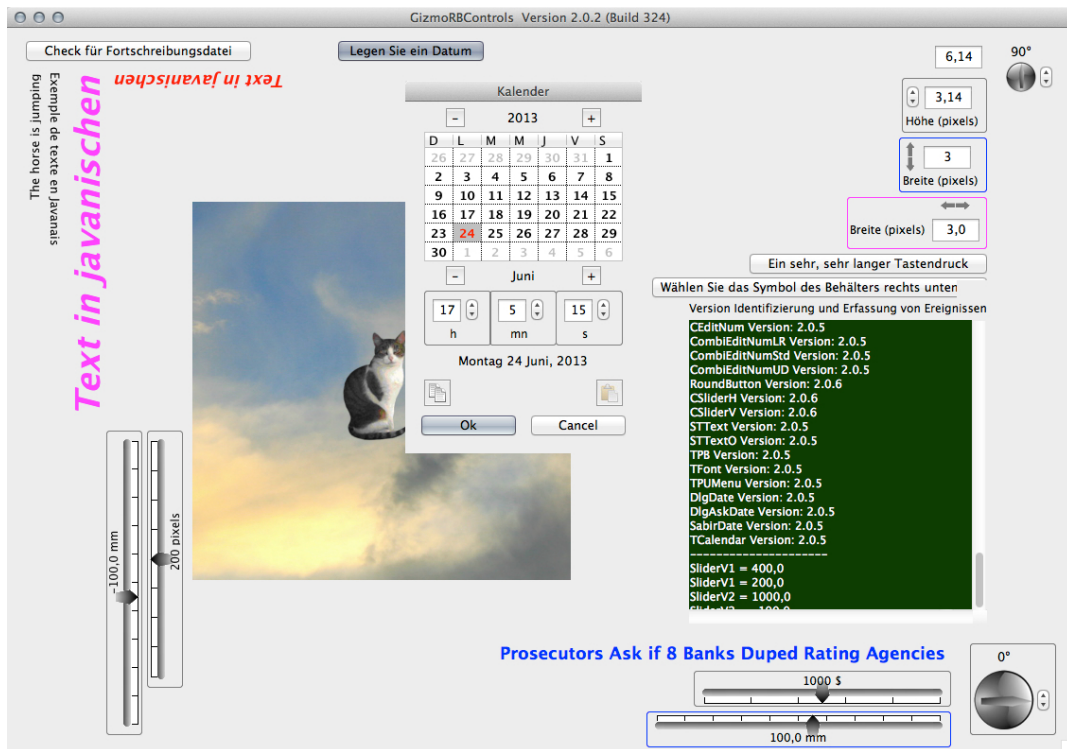 GizmoRBControls Version 2.0.2 (Build 324)
Check für Fortschreibungsdatei
Legen Sie ein Datum
6,14
90°
Text in javanischen
The horse is jumping
Exemple de texte en Javanais
Text in javanischen
3,14
Höhe (pixels)
3
Breite (pixels)
Breite (pixels) 3,0
Ein sehr, sehr langer Tastendruck
Wählen Sie das Symbol des Behälters rechts unten
Version Identifizierung und Erfassung von Ereignissen
Kalender
- 2013 +
D L M M J V S
26 27 28 29 30 31 1
2 3 4 5 6 7 8
9 10 11 12 13 14 15
16 17 18 19 20 21 22
23 24 25 26 27 28 29
30 1 2 3 4 5 6
- Juni +
17 5 15
h mn s
Montag 24 Juni, 2013
Ok Cancel
CEditNum Version: 2.0.5
CombiEditNumLR Version: 2.0.5
CombiEditNumStd Version: 2.0.5
CombiEditNumUD Version: 2.0.5
RoundButton Version: 2.0.6
CSliderH Version: 2.0.6
CSliderV Version: 2.0.6
STText Version: 2.0.5
STTextO Version: 2.0.5
TPB Version: 2.0.5
TFont Version: 2.0.5
TPUMenu Version: 2.0.5
DlgDate Version: 2.0.5
DlgAskDate Version: 2.0.5
SabirDate Version: 2.0.5
TCalendar Version: 2.0.5
----------------------
SliderV1 = 400,0
SliderV1 = 200,0
SliderV2 = 1000,0
-100,0 mm
200 pixels
Prosecutors Ask if 8 Banks Duped Rating Agencies
0°
1000 $
100,0 mm